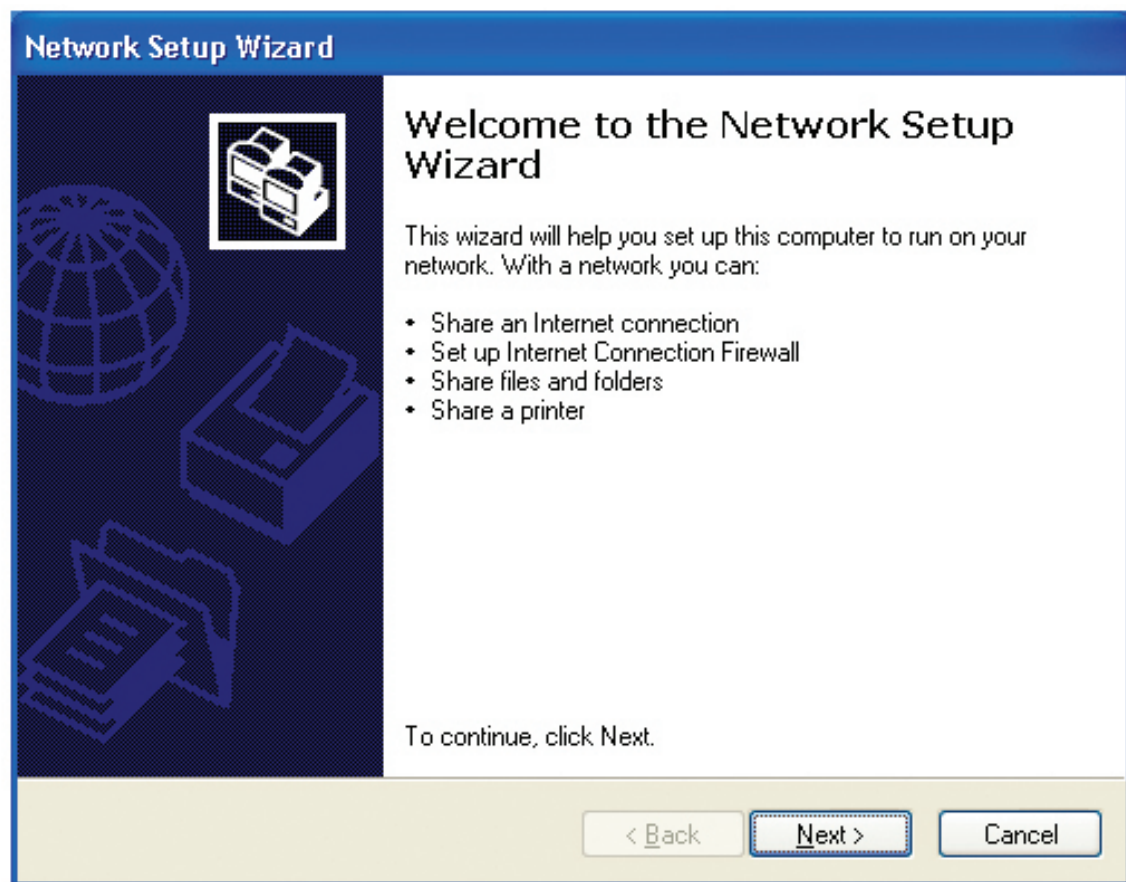 Network Setup Wizard
Welcome to the Network Setup
Wizard
This wizard will help you set up this computer to run on your
network. With a network you can:
• Share an Internet connection
• Set up Internet Connection Firewall
• Share files and folders
• Share a printer
To continue, click Next.
< Back Next > Cancel